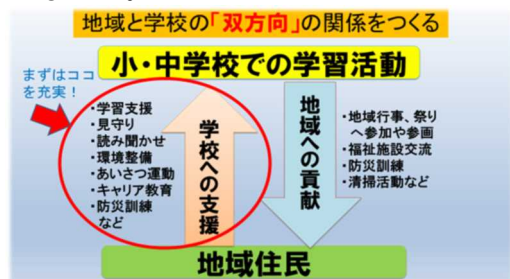 地域と学校の「双方向」の関係をつくる
小・中学校での学習活動
まずはココ
を充実!
・学習支援
・見守り
・読み聞かせ
・環境整備
・あいさつ運動
・キャリア教育
・防災訓練
など
学校への支援
地域への貢献
・地域行事、祭り
へ参加や参画
・福祉施設交流
・防災訓練
・清掃活動など
地域住民